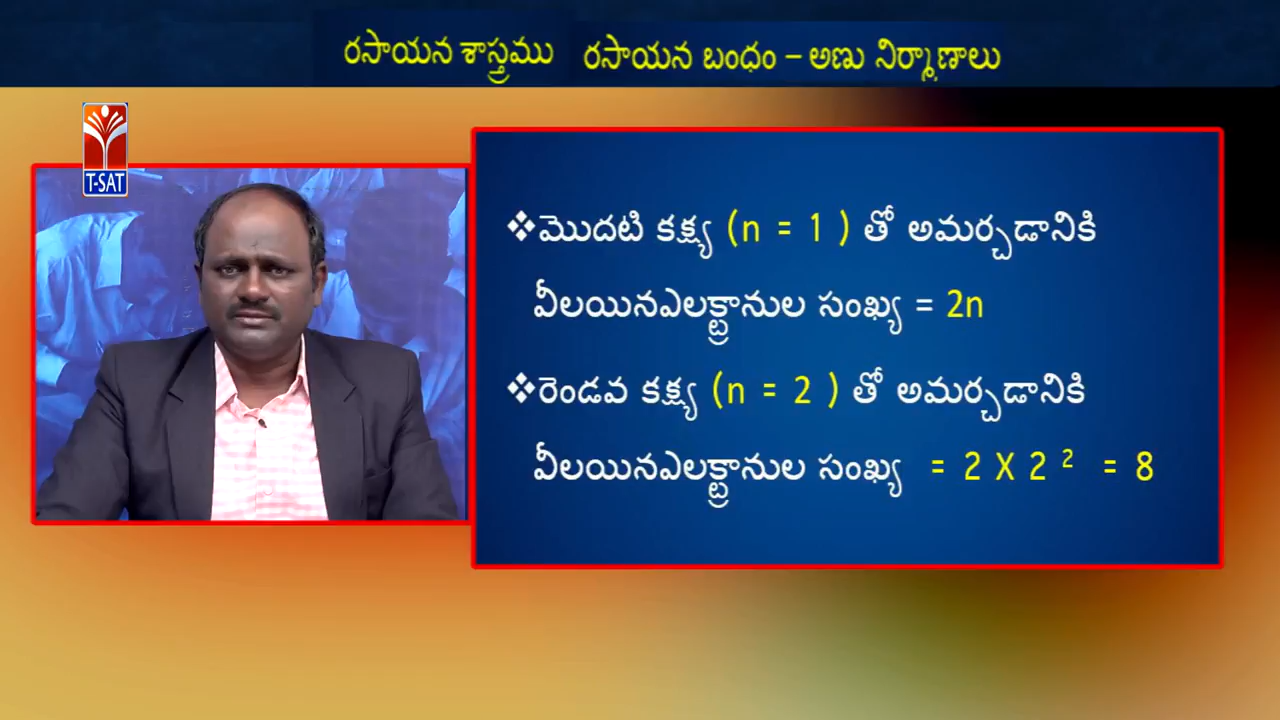 రసాయన శాస్త్రము రసాయన బంధం – అణు నిర్మాణాలు
T-SAT
❖మొదటి కక్ష్య (n = 1 ) తో అమర్చడానికి
వీలయినఎలక్ట్రానుల సంఖ్య = 2n
❖రెండవ కక్ష్య (n = 2 ) తో అమర్చడానికి
వీలయినఎలక్ట్రానుల సంఖ్య = 2 X 2 ² = 8